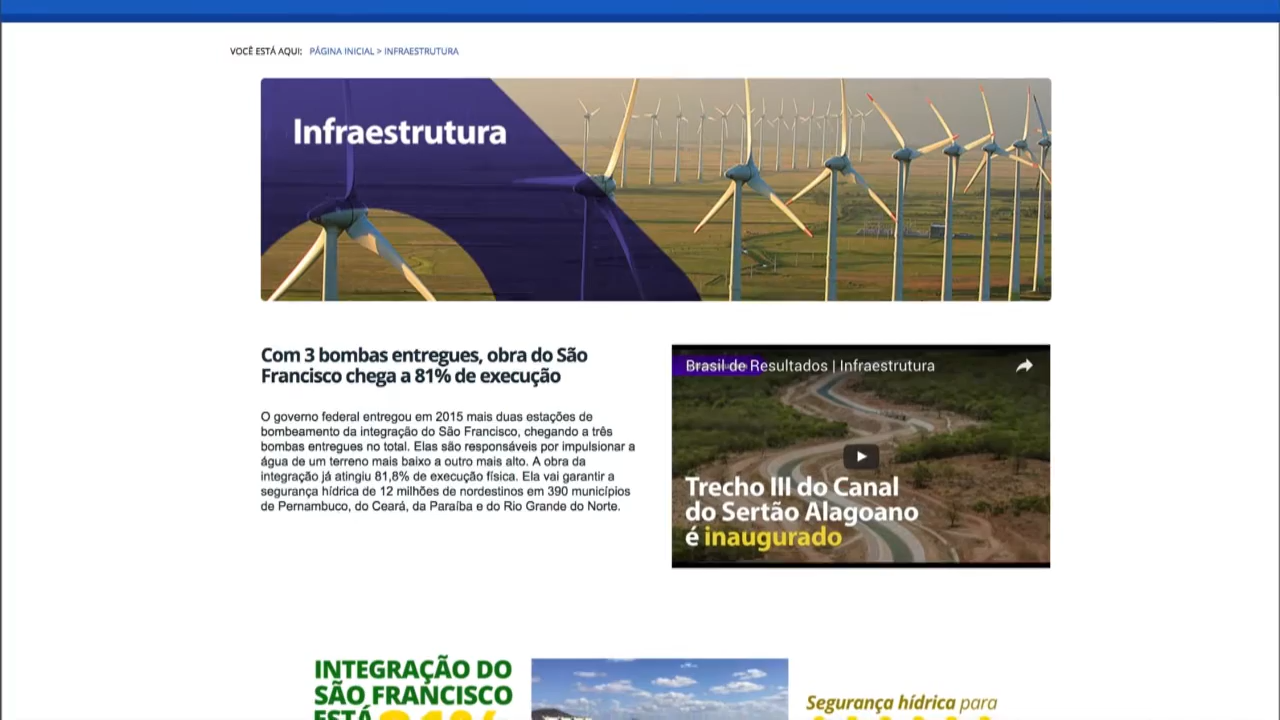 VOCÊ ESTÁ AQUI: PÁGINA INICIAL > INFRAESTRUTURA
Infraestrutura
Com 3 bombas entregues, obra do São
Francisco chega a 81% de execução
O governo federal entregou em 2015 mais duas estações de
bombeamento da integração do São Francisco, chegando a três
bombas entregues no total. Elas são responsáveis por impulsionar a
água de um terreno mais baixo a outro mais alto. A obra da
integração já atingiu 81,8% de execução física. Ela vai garantir a
segurança hídrica de 12 milhões de nordestinos em 390 municípios
de Pernambuco, do Ceará, da Paraíba e do Rio Grande do Norte.
Brasil de Resultados | Infraestrutura
Trecho III do Canal
do Sertão Alagoano
é inaugurado
INTEGRAÇÃO DO
SÃO FRANCISCO
ESTÁ
Segurança hídrica para